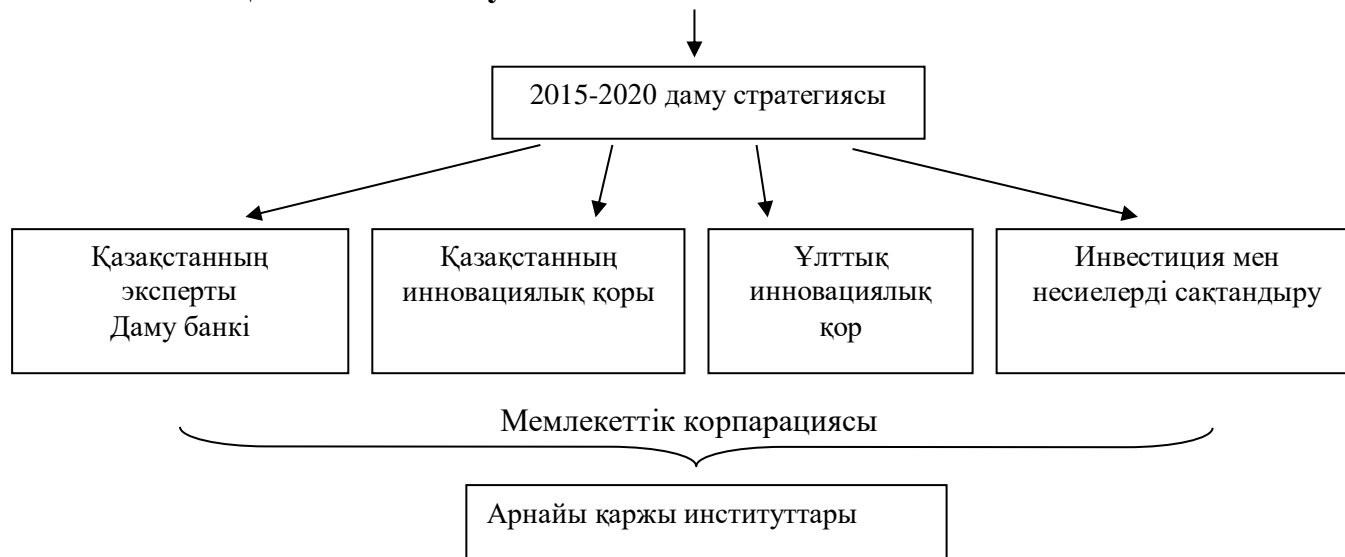 2015-2020 даму стратегиясы
Қазақстанның
эксперты
Даму банкі
Қазақстанның
инновациялық қоры
Ұлттық
инновациялық
қор
Инвестиция мен
несиелерді сақтандыру
Мемлекеттік корпарациясы
Арнайы қаржы институттары